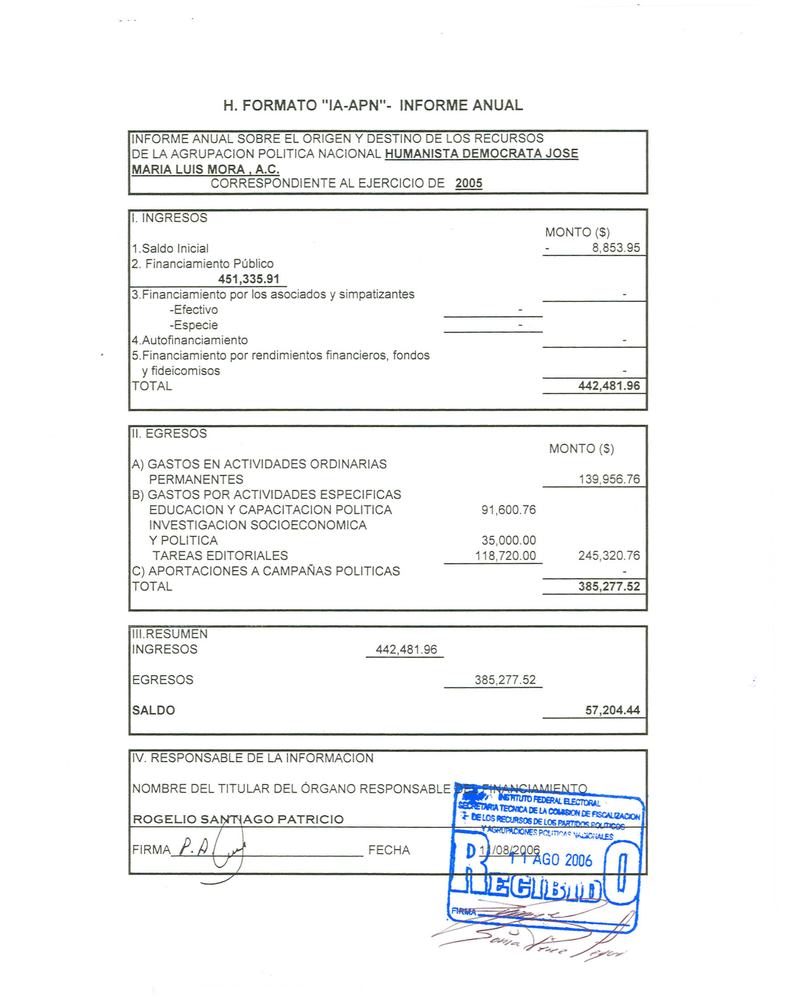 H. FORMATO "IA-APN"- INFORME ANUAL
INFORME ANUAL SOBRE EL ORIGEN Y DESTINO DE LOS RECURSOS
DE LA AGRUPACION POLITICA NACIONAL HUMANISTA DEMOCRATA JOSE
MARIA LUIS MORA , A.C.
CORRESPONDIENTE AL EJERCICIO DE 2005
I. INGRESOS
MONTO ($)
1.Saldo Inicial - 8,853.95
2. Financiamiento Público
451,335.91
3.Financiamiento por los asociados y simpatizantes -
-Efectivo -
-Especie -
4.Autofinanciamiento -
5.Financiamiento por rendimientos financieros, fondos
y fideicomisos -
TOTAL 442,481.96
II. EGRESOS
MONTO ($)
A) GASTOS EN ACTIVIDADES ORDINARIAS
PERMANENTES 139,956.76
B) GASTOS POR ACTIVIDADES ESPECIFICAS
EDUCACION Y CAPACITACION POLITICA 91,600.76
INVESTIGACION SOCIOECONOMICA
Y POLITICA 35,000.00
TAREAS EDITORIALES 118,720.00 245,320.76
C) APORTACIONES A CAMPAÑAS POLITICAS -
TOTAL 385,277.52
III.RESUMEN
INGRESOS 442,481.96
EGRESOS 385,277.52
SALDO 57,204.44
IV. RESPONSABLE DE LA INFORMACION
NOMBRE DEL TITULAR DEL ÓRGANO RESPONSABLE DEL FINANCIAMIENTO
INSTITUTO FEDERAL ELECTORAL
SECRETARIA TECNICA DE LA COMISION DE FISCALIZACION
DE LOS RECURSOS DE LOS PARTIDOS POLITICOS
Y AGRUPACIONES POLITICAS NACIONALES
ROGELIO SANTIAGO PATRICIO
FIRMA P.A FECHA 11/08/2006
11 AGO 2006
RECIBIDO
FIRMA
Sonia Pérez